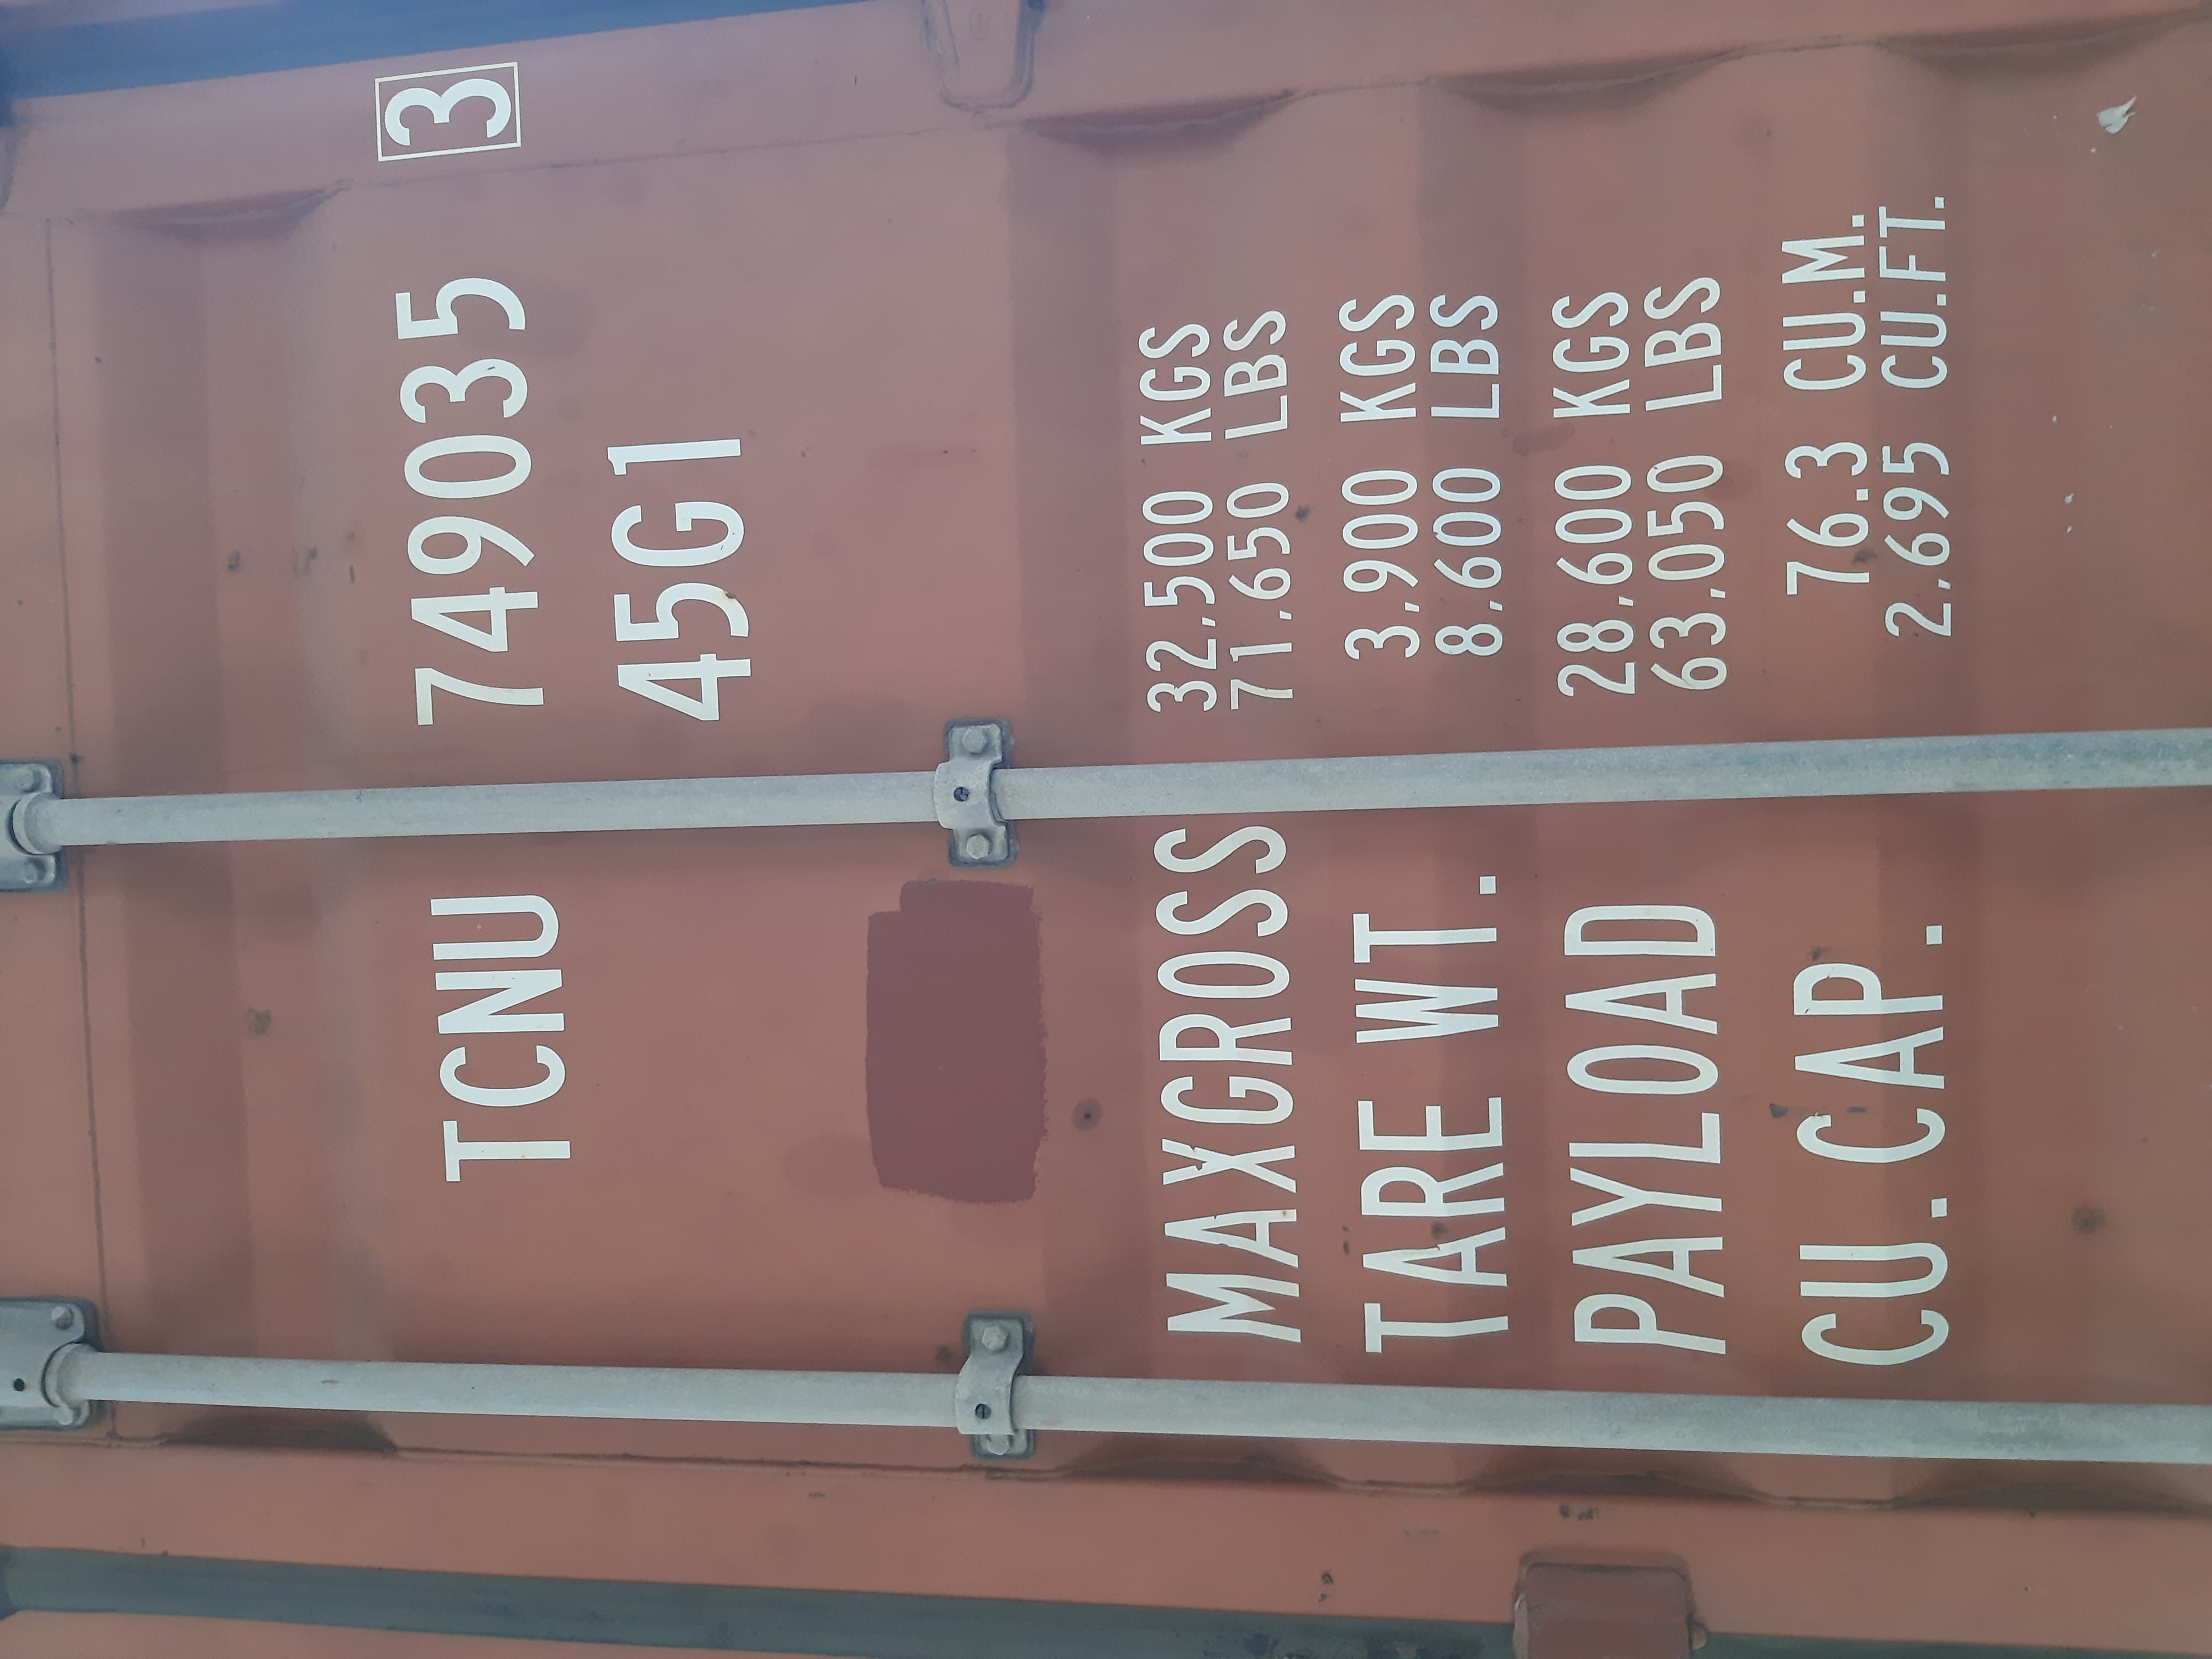 TCNU 749035 3
45G1
MAXGROSS 32,500 KGS
71.650 LBS
TARE WT. 3,900 KGS
8,600 LBS
PAYLOAD 28,600 KGS
63,050 LBS
CU. CAP. 76.3 CU.M.
2,695 CU.FT.